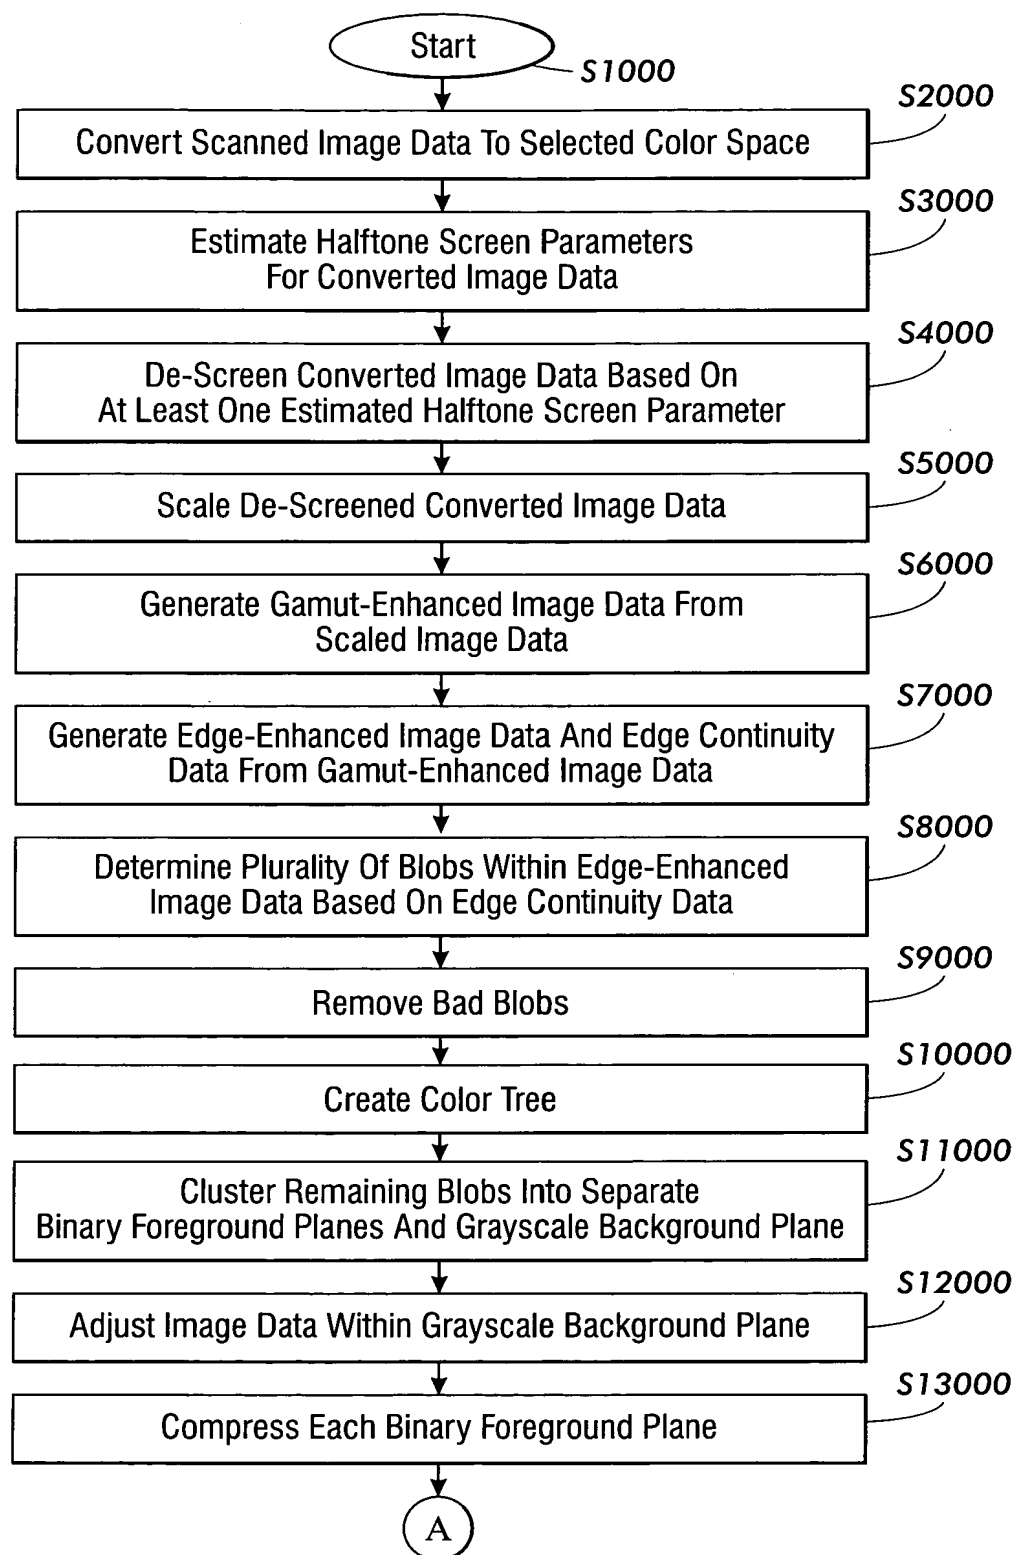 Start
S1000
S2000
Convert Scanned Image Data To Selected Color Space
S3000
Estimate Halftone Screen Parameters
For Converted Image Data
S4000
De-Screen Converted Image Data Based On
At Least One Estimated Halftone Screen Parameter
S5000
Scale De-Screened Converted Image Data
S6000
Generate Gamut-Enhanced Image Data From
Scaled Image Data
S7000
Generate Edge-Enhanced Image Data And Edge Continuity
Data From Gamut-Enhanced Image Data
S8000
Determine Plurality Of Blobs Within Edge-Enhanced
Image Data Based On Edge Continuity Data
S9000
Remove Bad Blobs
S10000
Create Color Tree
S11000
Cluster Remaining Blobs Into Separate
Binary Foreground Planes And Grayscale Background Plane
S12000
Adjust Image Data Within Grayscale Background Plane
S13000
Compress Each Binary Foreground Plane
A